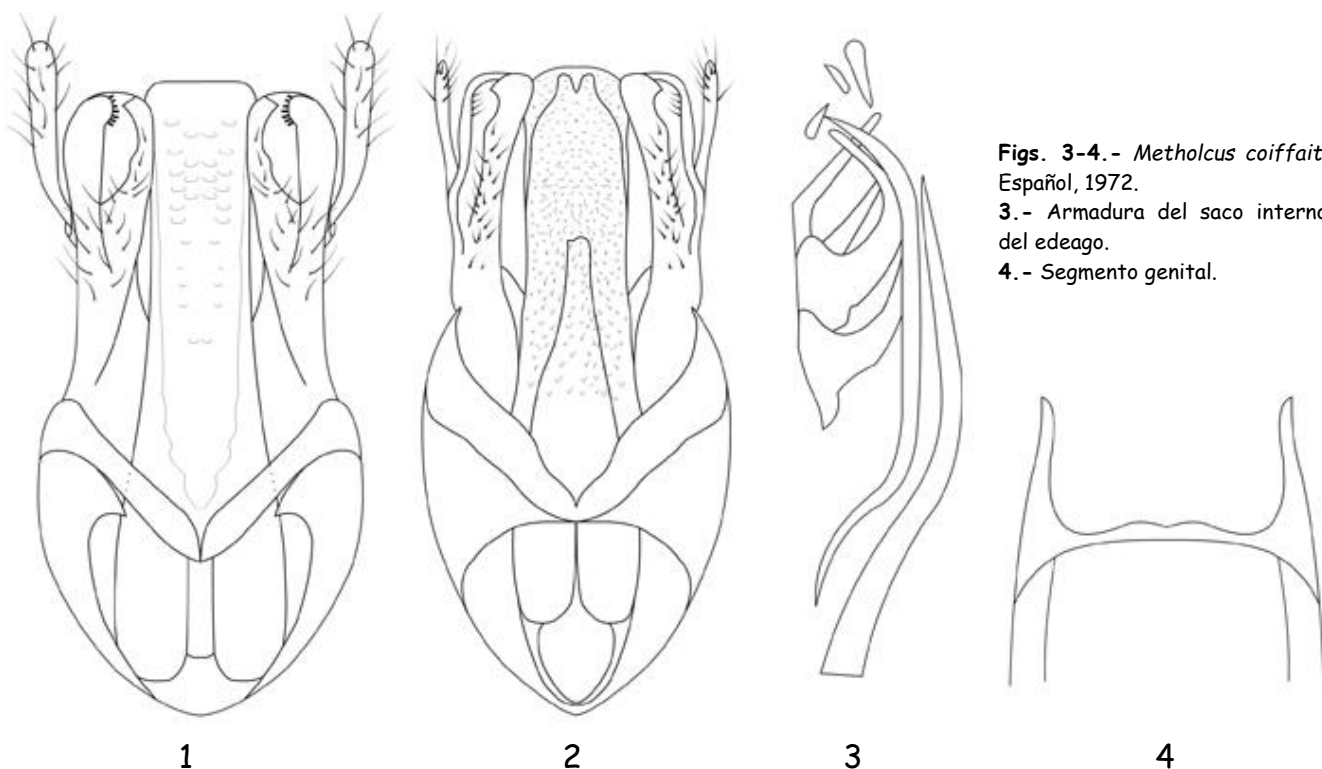 Figs. 3-4.- Metholcus coiffait
Español, 1972.
3.- Armadura del saco interno
del edeago.
4.- Segmento genital.
1 2 3 4